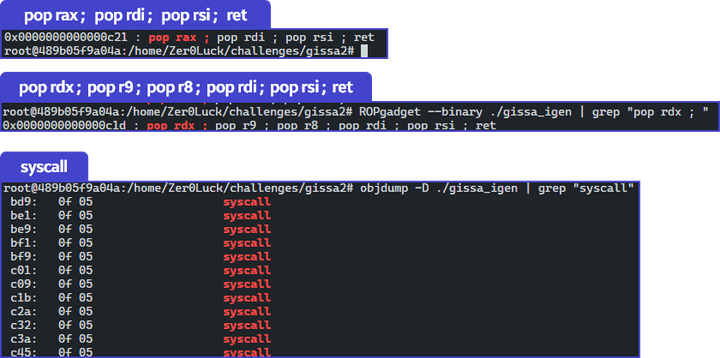 pop rax ; pop rdi ; pop rsi ; ret
0x0000000000000c21 : pop rax ; pop rdi ; pop rsi ; ret
root@489b05f9a04a:/home/Zer0Luck/challenges/gissa2#
pop rdx ; pop r9 ; pop r8 ; pop rdi ; pop rsi ; ret
root@489b05f9a04a:/home/Zer0Luck/challenges/gissa2# ROPgadget --binary ./gissa_igen | grep "pop rdx ; "
0x0000000000000c1d : pop rdx ; pop r9 ; pop r8 ; pop rdi ; pop rsi ; ret
syscall
root@489b05f9a04a:/home/Zer0Luck/challenges/gissa2# objdump -D ./gissa_igen | grep "syscall"
bd9: 0f 05 syscall
be1: 0f 05 syscall
be9: 0f 05 syscall
bf1: 0f 05 syscall
bf9: 0f 05 syscall
c01: 0f 05 syscall
c09: 0f 05 syscall
c1b: 0f 05 syscall
c2a: 0f 05 syscall
c32: 0f 05 syscall
c3a: 0f 05 syscall
c45: 0f 05 syscall